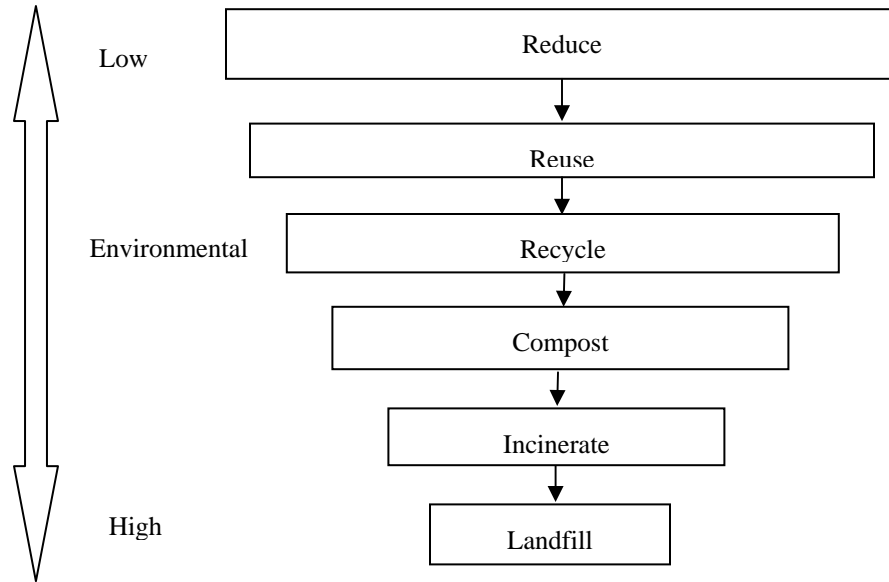 Reduce
Low
Reuse
Environmental
Recycle
Compost
Incinerate
High
Landfill